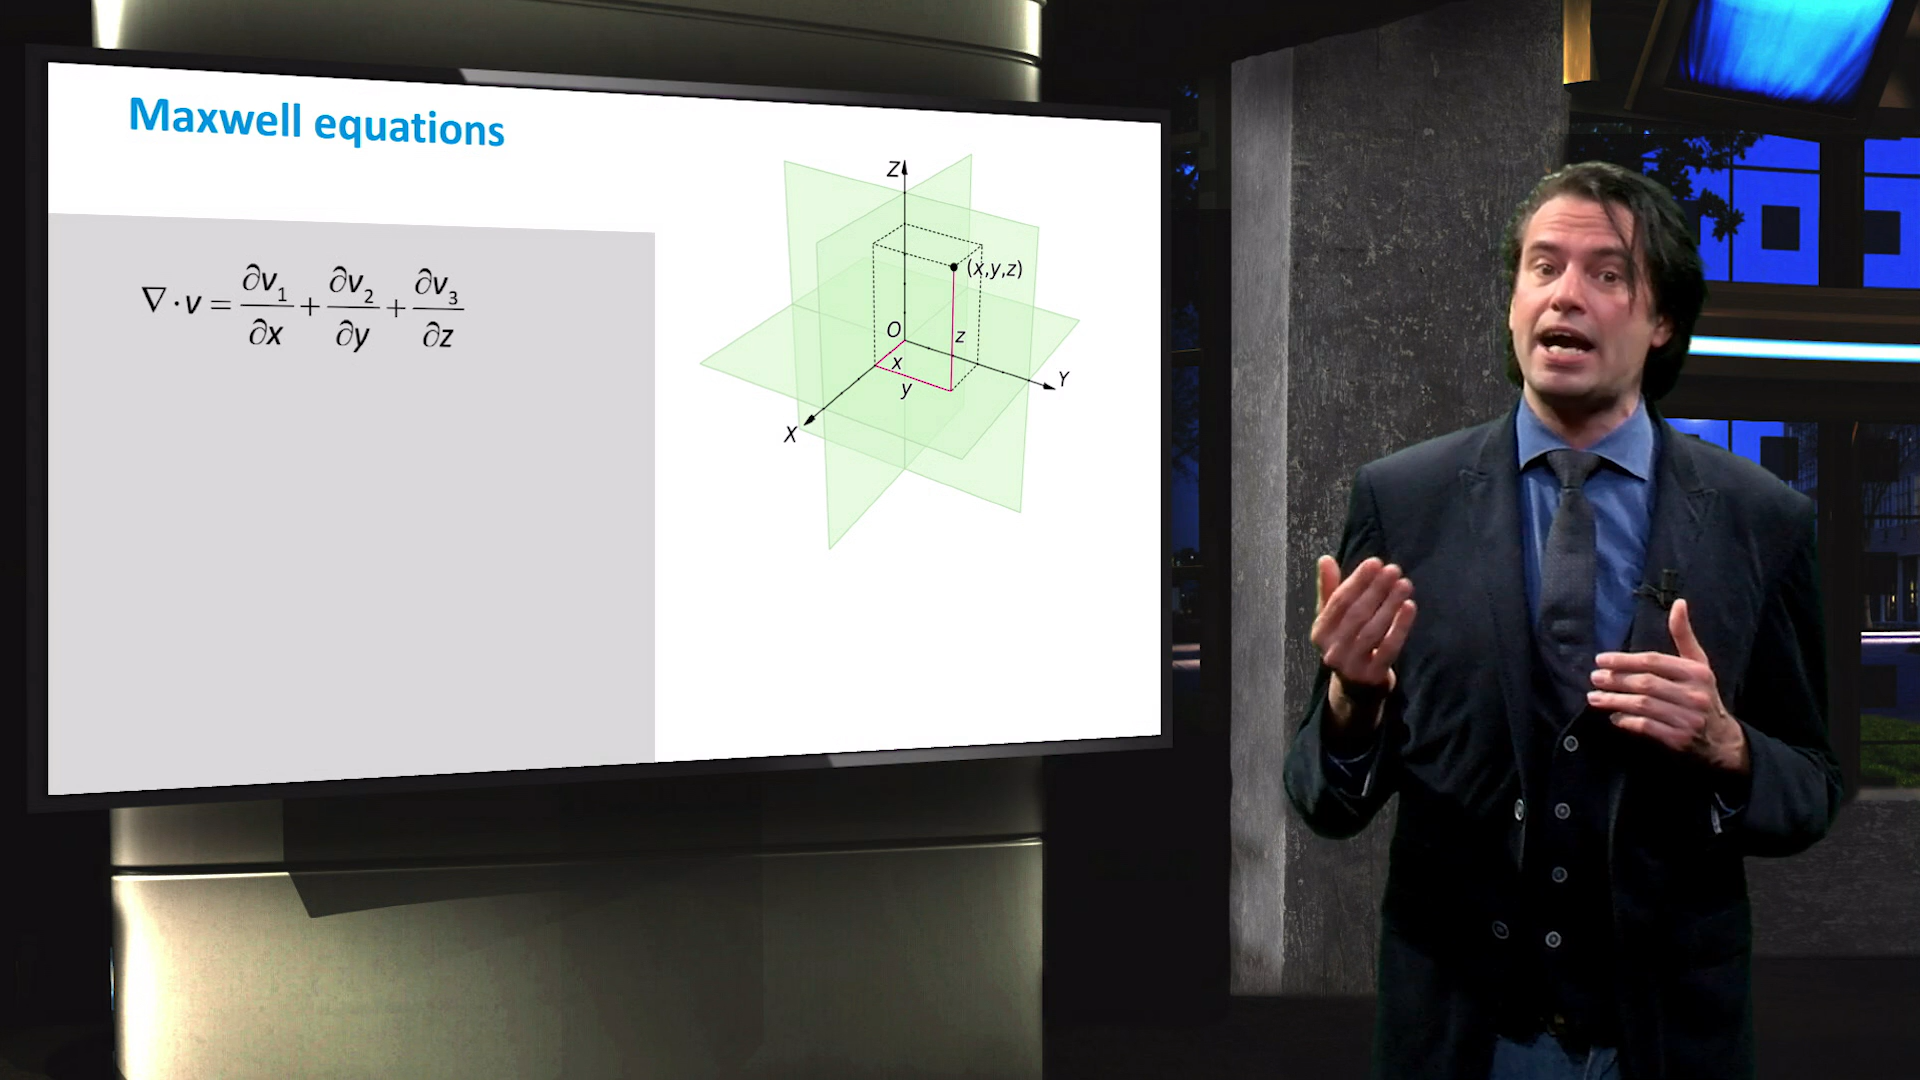 Maxwell equations
∇·v = ∂v₁/∂x + ∂v₂/∂y + ∂v₃/∂z
Z
(x,y,z)
O
z
x
y
Y
X